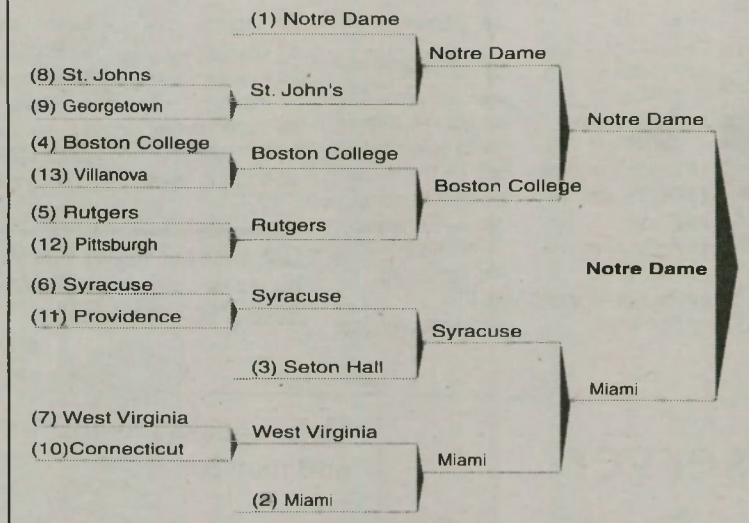 (1) Notre Dame
Notre Dame
(8) St. Johns
St. John's
(9) Georgetown
Notre Dame
(4) Boston College
Boston College
(13) Villanova
Boston College
(5) Rutgers
Rutgers
(12) Pittsburgh
Notre Dame
(6) Syracuse
Syracuse
(11) Providence
Syracuse
(3) Seton Hall
Miami
(7) West Virginia
West Virginia
(10)Connecticut
Miami
(2) Miami